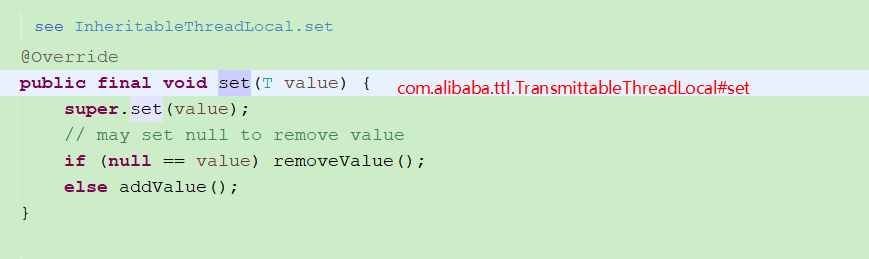 see InheritableThreadLocal.set
@Override
public final void set(T value) {
com.alibaba.ttl.TransmittableThreadLocal#set
super.set(value);
// may set null to remove value
if (null == value) removeValue();
else addValue();
}